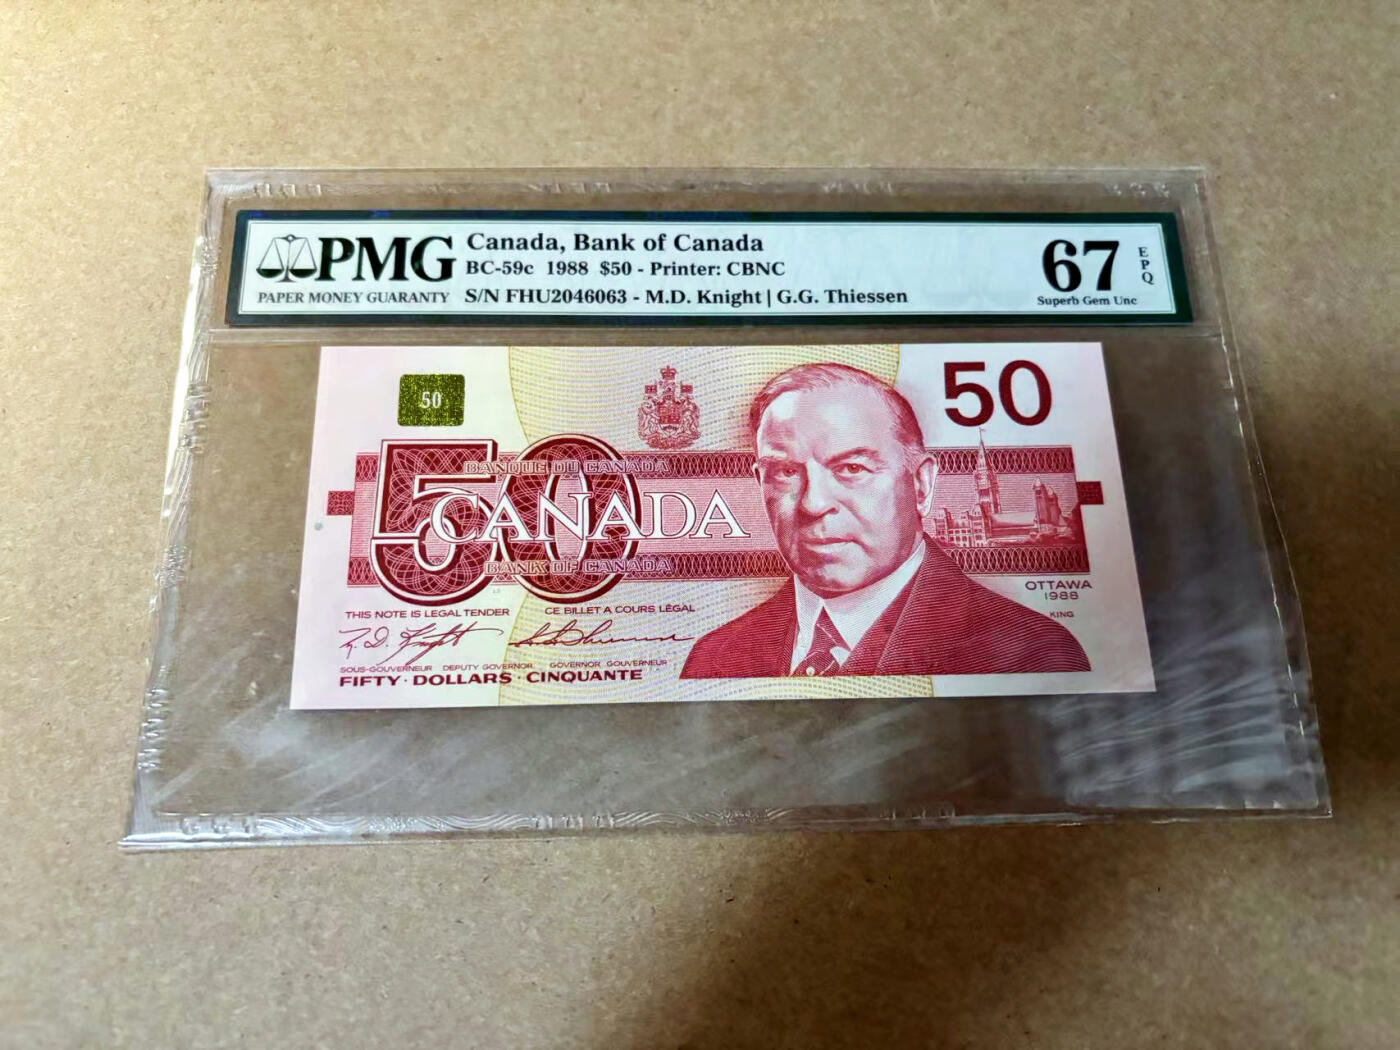 PMG
PAPER MONEY GUARANTY
Canada, Bank of Canada
BC-59c 1988 $50 - Printer: CBNC
S/N FHU2046063 - M.D. Knight | G.G. Thiessen
67
EPQ
Superb Gem Unc
50
50
50
BANQUE DU CANADA
CANADA
BANK OF CANADA
OTTAWA
1988
KING
THIS NOTE IS LEGAL TENDER CE BILLET A COURS LÉGAL
SOUS-GOUVERNEUR DEPUTY GOVERNOR GOVERNOR GOUVERNEUR
FIFTY · DOLLARS · CINQUANTE